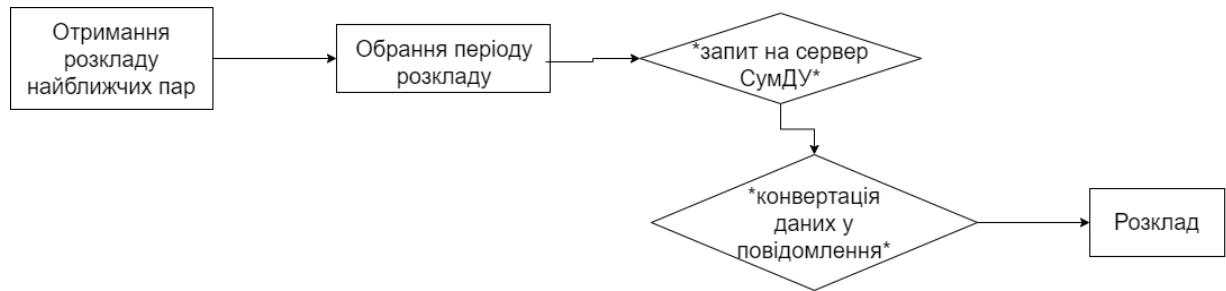 Отримання
розкладу
найближчих пар
Обрання періоду
розкладу
*запит на сервер
СумДУ*
*конвертація
даних у
повідомлення*
Розклад